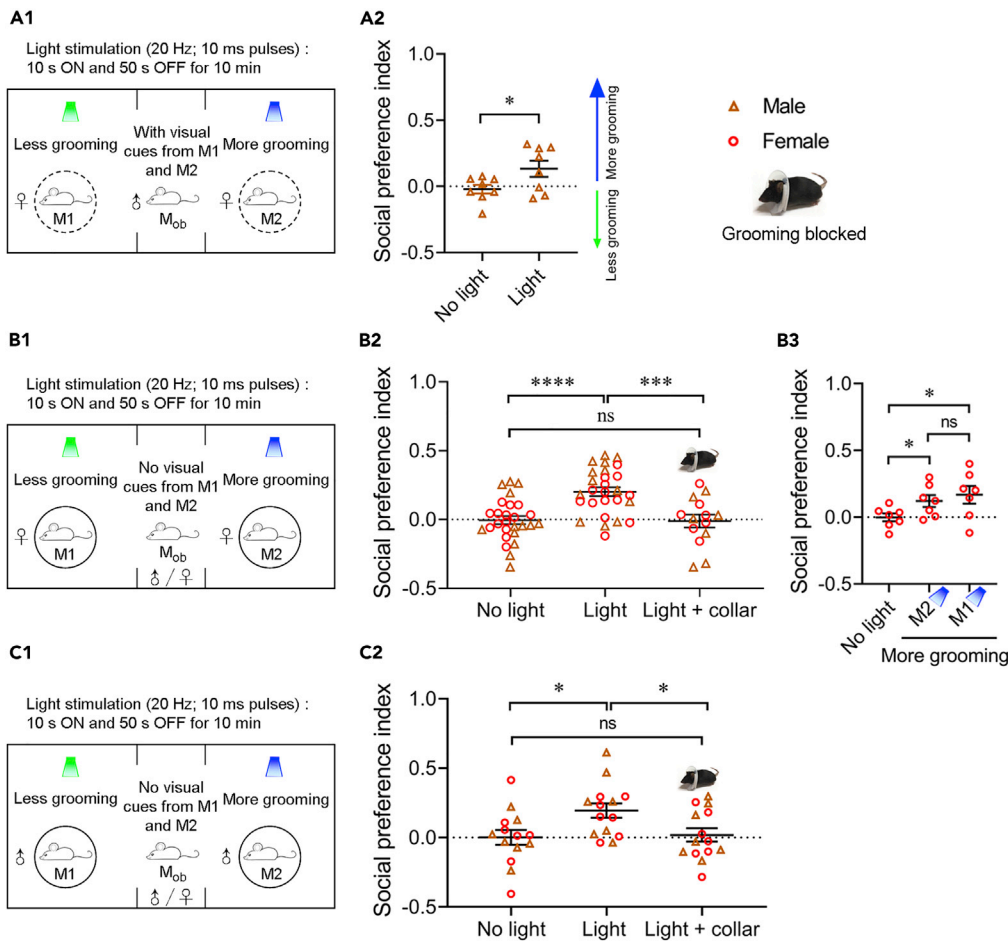 A1
Light stimulation (20 Hz; 10 ms pulses) :
10 s ON and 50 s OFF for 10 min
Less grooming
With visual
cues from M1
and M2
More grooming
♀
M1
♂
Mob
♀
M2
A2
Social preference index
1.0
0.5
0.0
-0.5
*
No light
Light
More grooming
Less grooming
Male
Female
Grooming blocked
B1
Light stimulation (20 Hz; 10 ms pulses) :
10 s ON and 50 s OFF for 10 min
Less grooming
No visual
cues from M1
and M2
More grooming
♀
M1
Mob
♂ / ♀
♀
M2
B2
Social preference index
1.0
0.5
0.0
-0.5
****
***
ns
No light
Light
Light + collar
B3
Social preference index
1.0
0.5
0.0
-0.5
*
ns
*
No light
M2
M1
More grooming
C1
Light stimulation (20 Hz; 10 ms pulses) :
10 s ON and 50 s OFF for 10 min
Less grooming
No visual
cues from M1
and M2
More grooming
♂
M1
Mob
♂ / ♀
♂
M2
C2
Social preference index
1.0
0.5
0.0
-0.5
*
*
ns
No light
Light
Light + collar